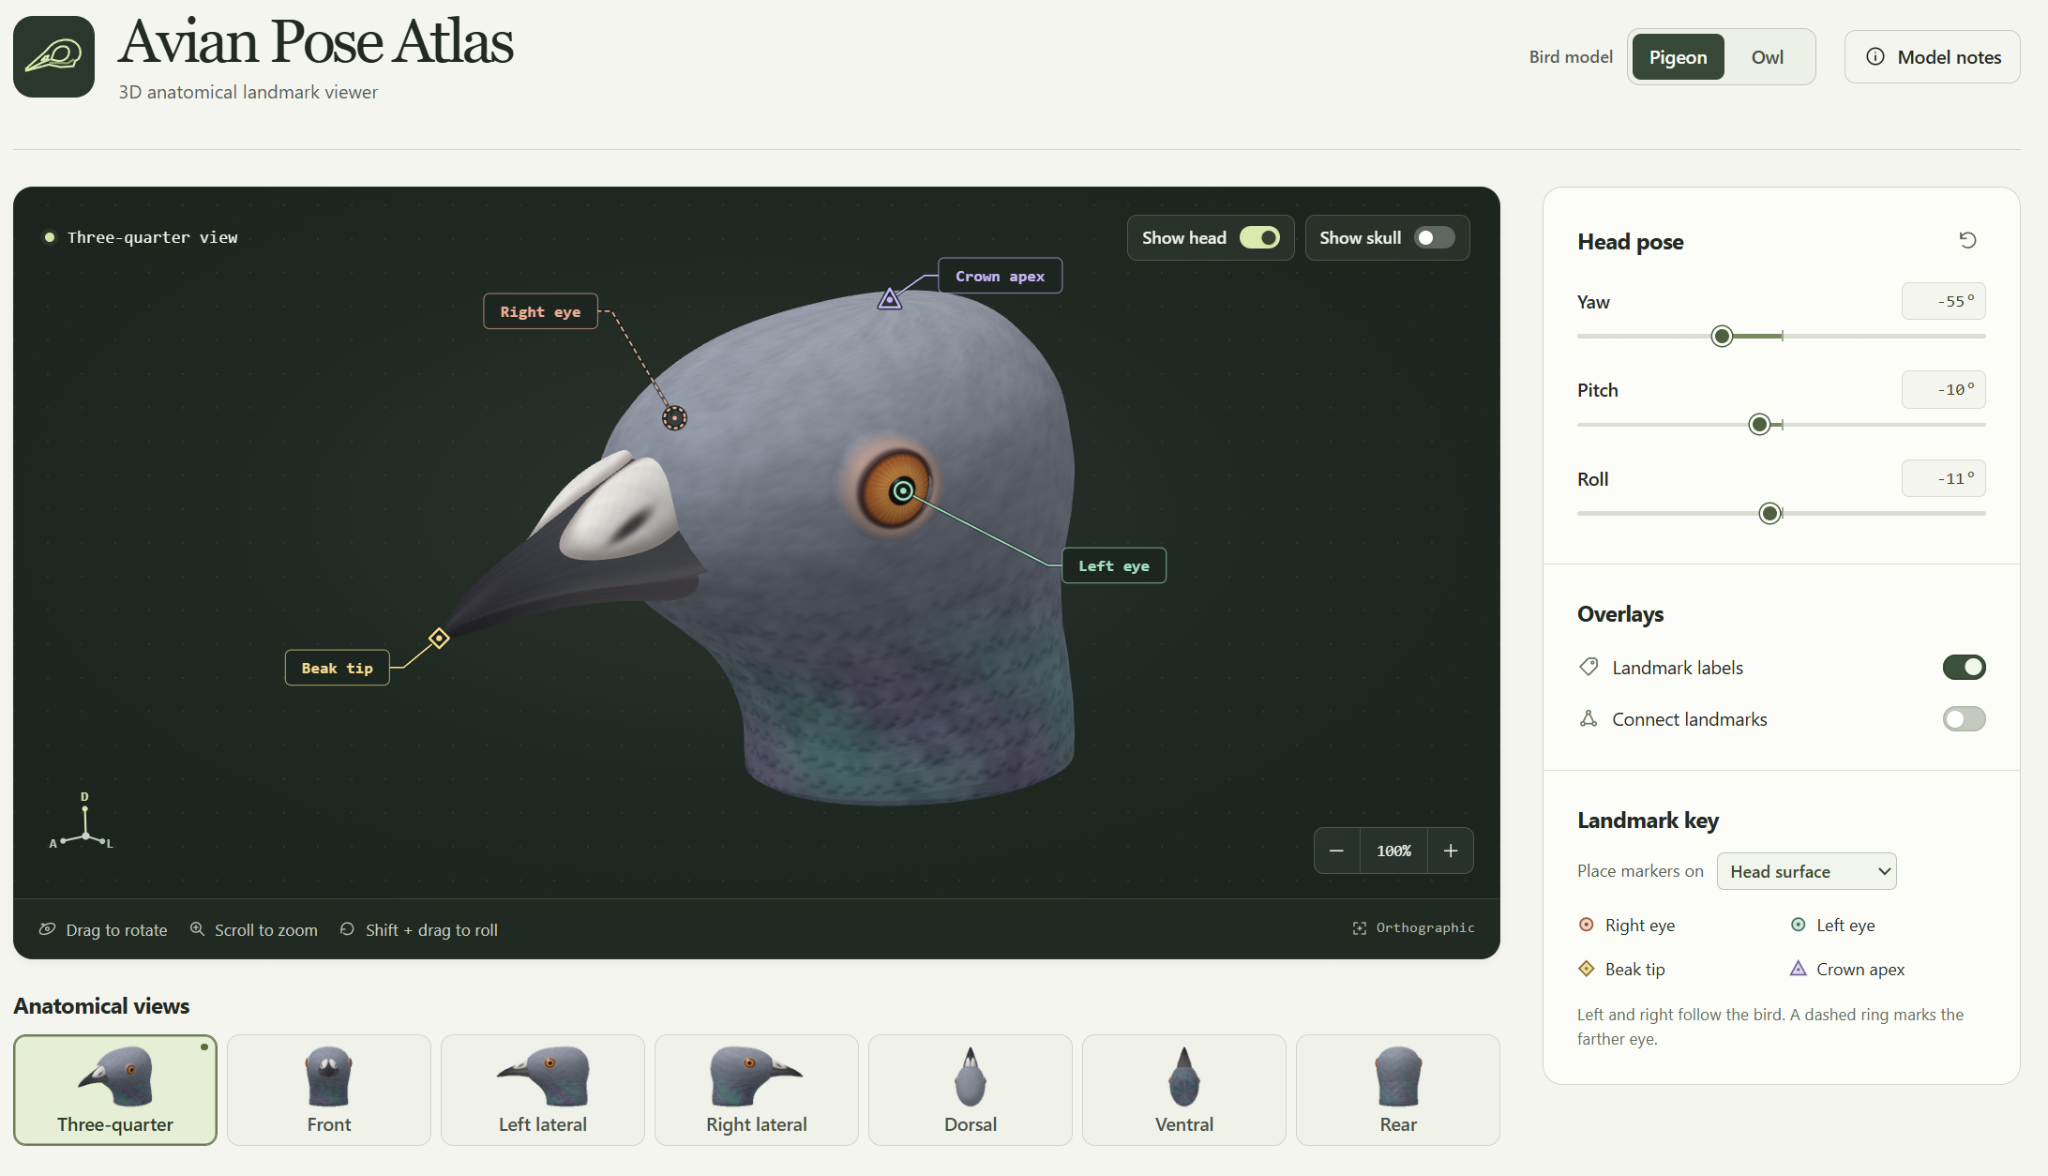 Avian Pose Atlas
3D anatomical landmark viewer
Bird model
Pigeon
Owl
Model notes
Three-quarter view
Show head
Show skull
Crown apex
Right eye
Left eye
Beak tip
D
A
L
100%
Drag to rotate
Scroll to zoom
Shift + drag to roll
Orthographic
Head pose
Yaw
-55°
Pitch
-10°
Roll
-11°
Overlays
Landmark labels
Connect landmarks
Landmark key
Place markers on
Head surface
Right eye
Left eye
Beak tip
Crown apex
Left and right follow the bird. A dashed ring marks the
farther eye.
Anatomical views
Three-quarter
Front
Left lateral
Right lateral
Dorsal
Ventral
Rear